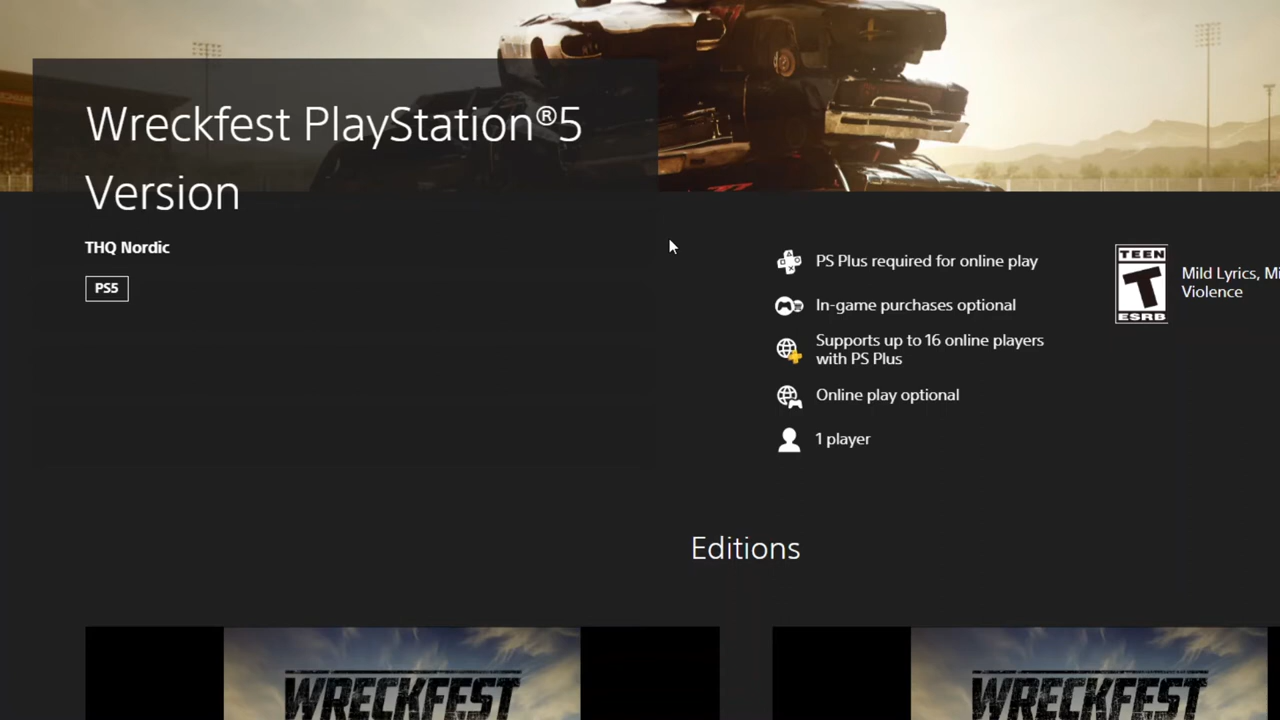 Wreckfest PlayStation®5
Version
THQ Nordic
PS5
PS Plus required for online play
In-game purchases optional
Supports up to 16 online players
with PS Plus
Online play optional
1 player
TEEN
T
ESRB
Mild Lyrics,
Violence
Editions
WRECKFEST
WRECKFEST